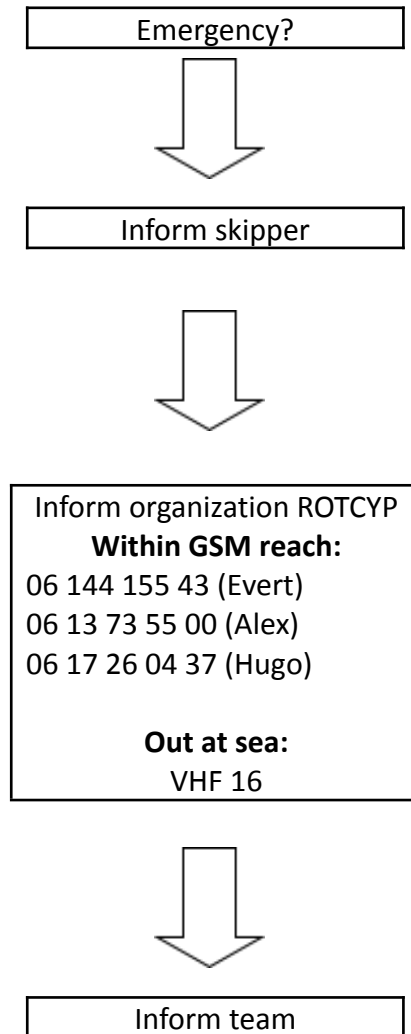 Emergency?
Inform skipper
Inform organization ROTCYP
Within GSM reach:
06 144 155 43 (Evert)
06 13 73 55 00 (Alex)
06 17 26 04 37 (Hugo)
Out at sea:
VHF 16
Inform team